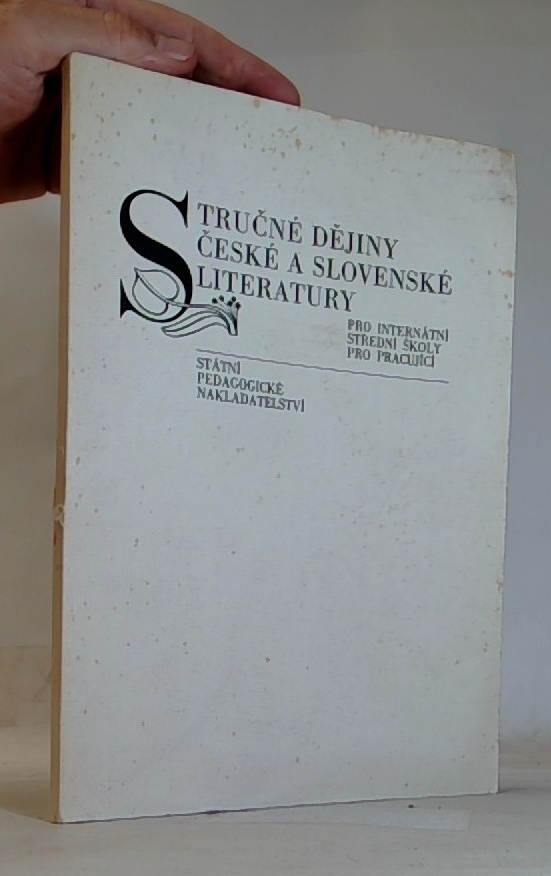 STRUČNÉ DĚJINY
ČESKÉ A SLOVENSKÉ
LITERATURY
PRO INTERNÁTNÍ
STŘEDNÍ ŠKOLY
PRO PRACUJÍCÍ
STÁTNÍ
PEDAGOGICKÉ
NAKLADATELSTVÍ